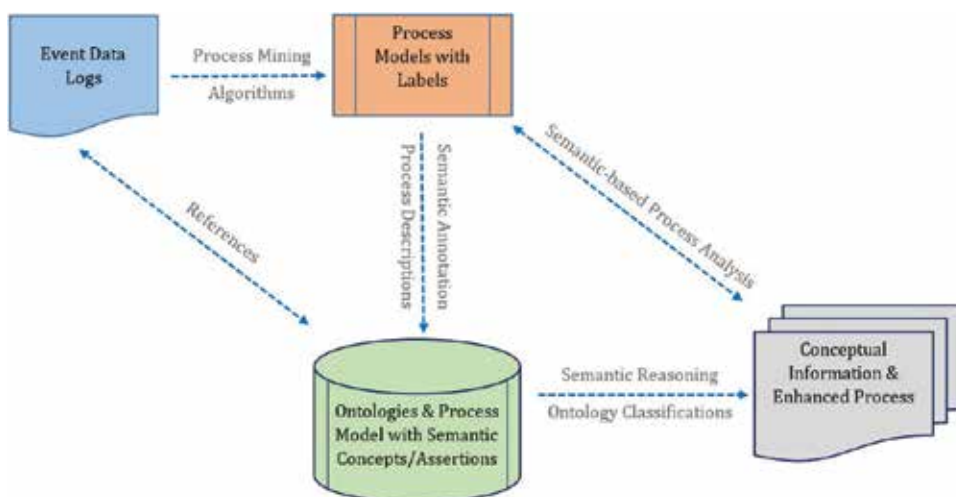 Event Data
Logs
Process Mining
Algorithms
Process
Models with
Labels
References
Semantic Annotation
Process Descriptions
Semantic-based Process Analysis
Ontologies & Process
Model with Semantic
Concepts/Assertions
Semantic Reasoning
Ontology Classifications
Conceptual
Information &
Enhanced Process